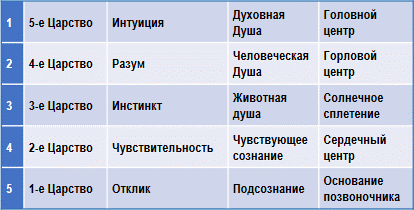 1 5-е Царство Интуиция Духовная Душа Головной центр
2 4-е Царство Разум Человеческая Душа Горловой центр
3 3-е Царство Инстинкт Животная душа Солнечное сплетение
4 2-е Царство Чувствительность Чувствующее сознание Сердечный центр
5 1-е Царство Отклик Подсознание Основание позвоночника